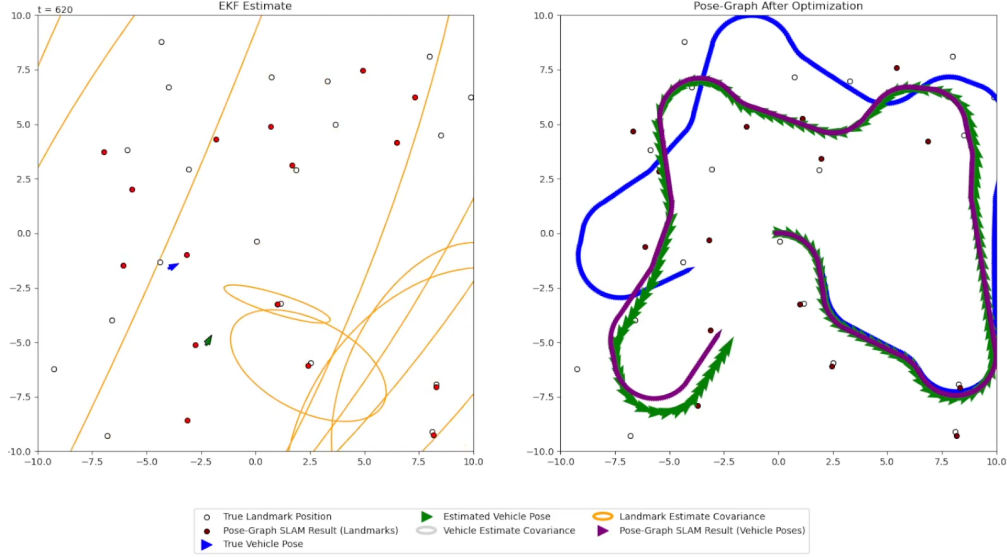 EKF Estimate
t = 620
10.0
7.5
5.0
2.5
0.0
−2.5
−5.0
−7.5
−10.0
−10.0 −7.5 −5.0 −2.5 0.0 2.5 5.0 7.5 10.0
Pose-Graph After Optimization
10.0
7.5
5.0
2.5
0.0
−2.5
−5.0
−7.5
−10.0
−10.0 −7.5 −5.0 −2.5 0.0 2.5 5.0 7.5 10.0
True Landmark Position
Pose-Graph SLAM Result (Landmarks)
True Vehicle Pose
Estimated Vehicle Pose
Vehicle Estimate Covariance
Landmark Estimate Covariance
Pose-Graph SLAM Result (Vehicle Poses)